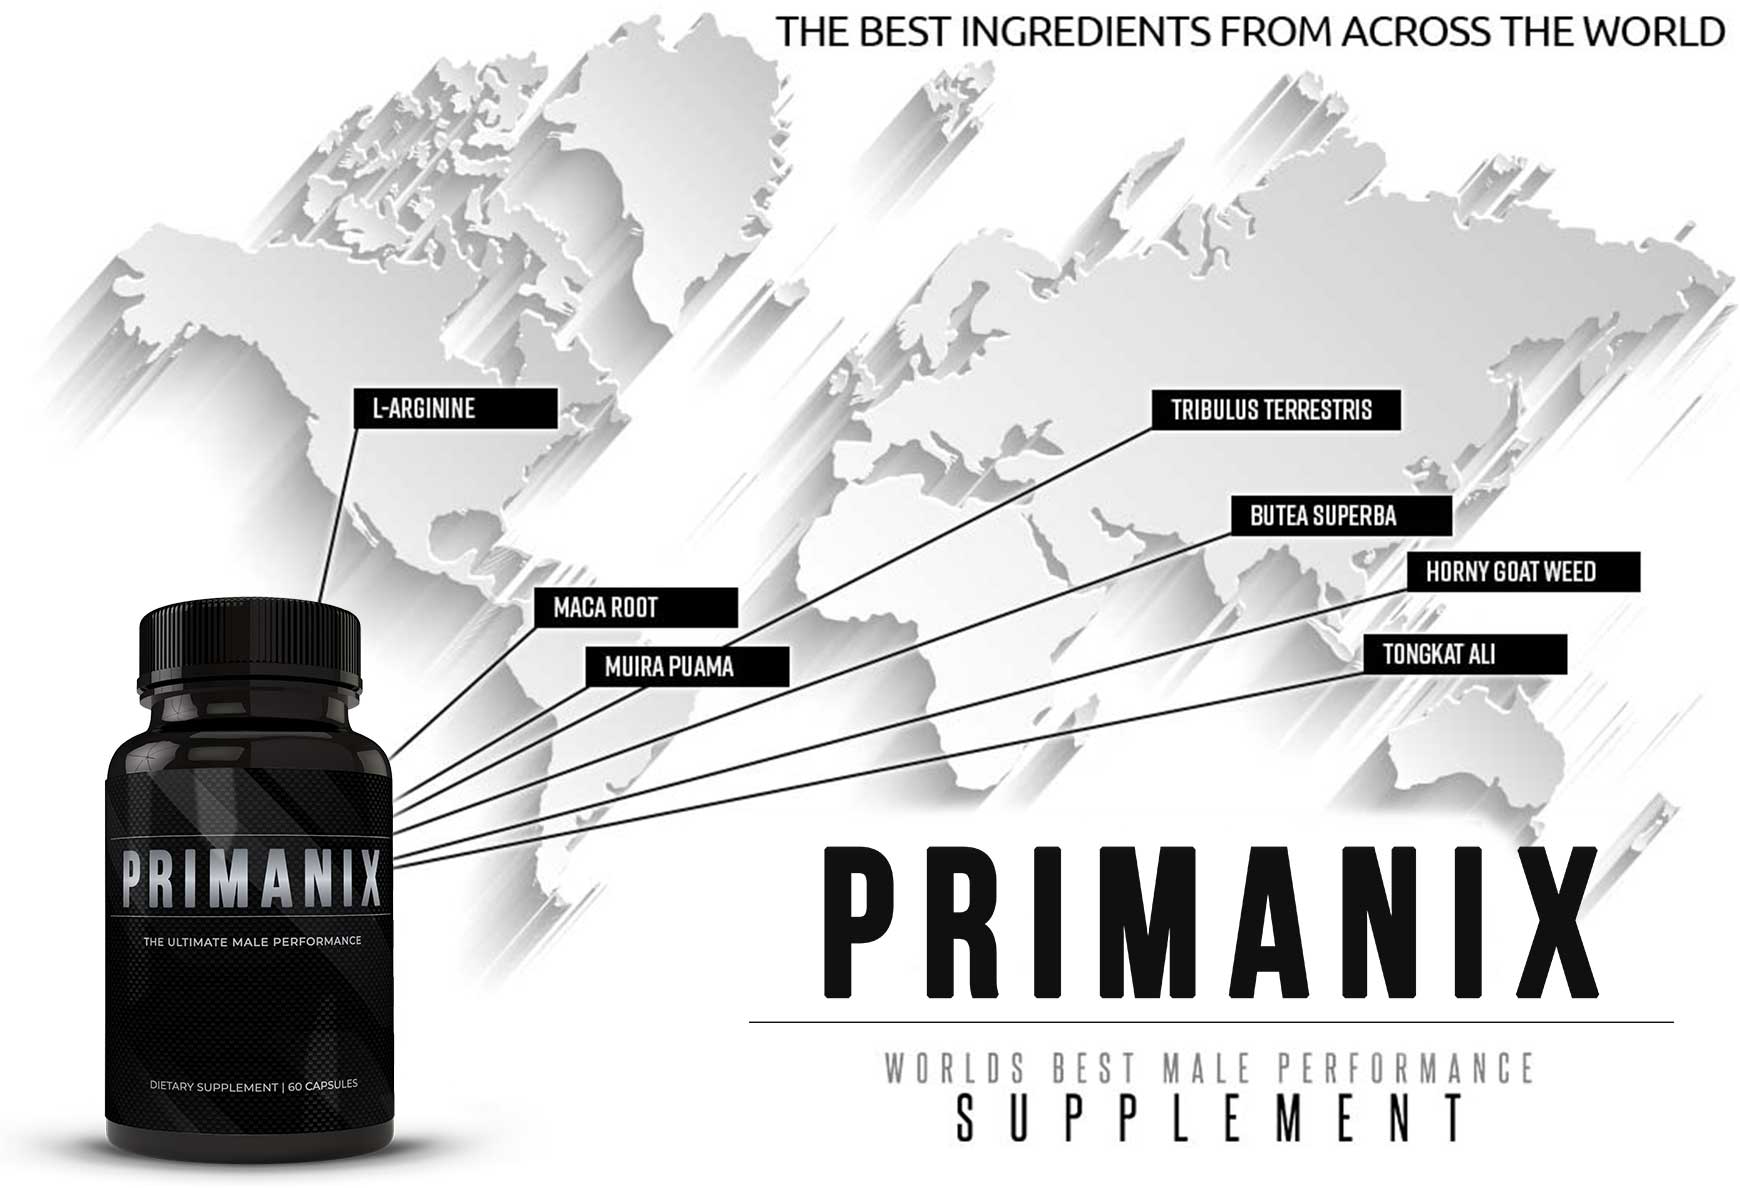 THE BEST INGREDIENTS FROM ACROSS THE WORLD
L-ARGININE
TRIBULUS TERRESTRIS
BUTEA SUPERBA
HORNY GOAT WEED
MACA ROOT
TONGKAT ALI
MUIRA PUAMA
PRIMANIX
THE ULTIMATE MALE PERFORMANCE
DIETARY SUPPLEMENT | 60 CAPSULES
PRIMANIX
WORLDS BEST MALE PERFORMANCE
SUPPLEMENT